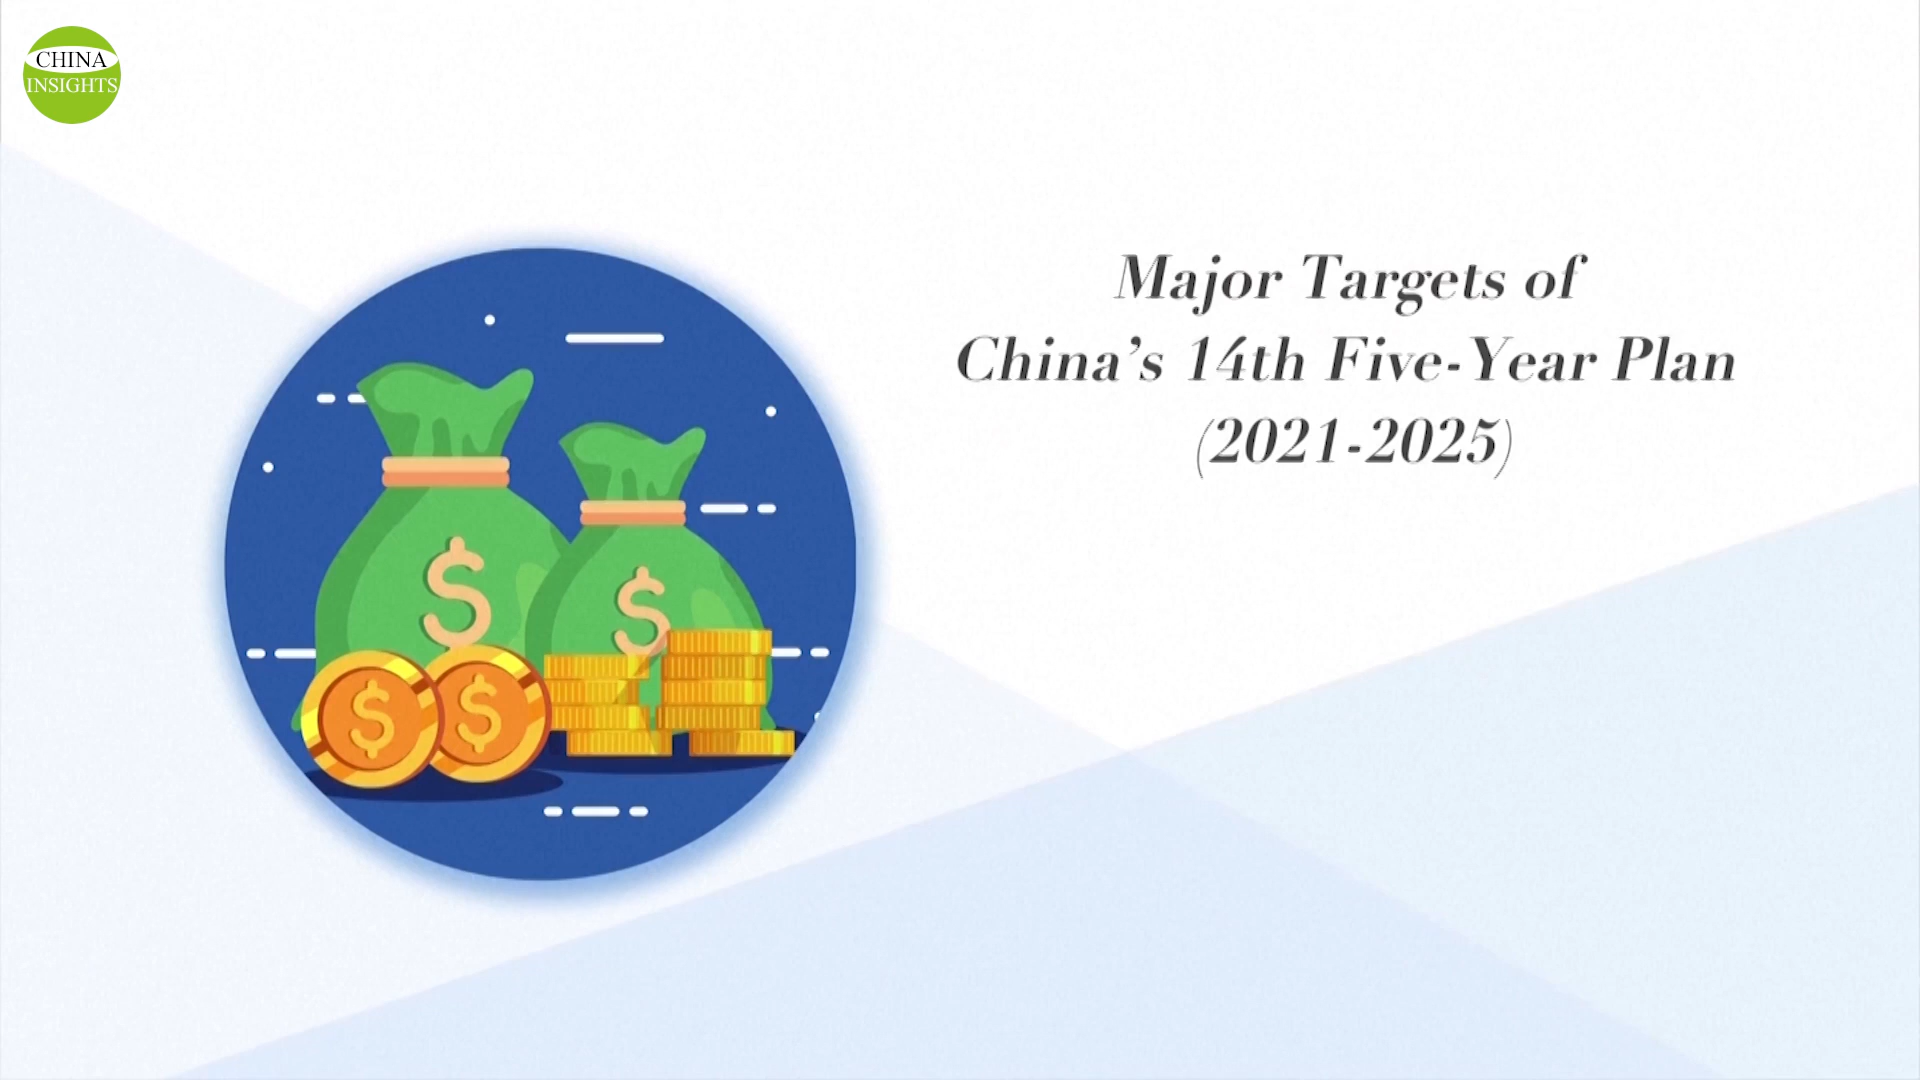 CHINA
INSIGHTS
Major Targets of
China’s 14th Five-Year Plan
(2021-2025)
$
$
$
$